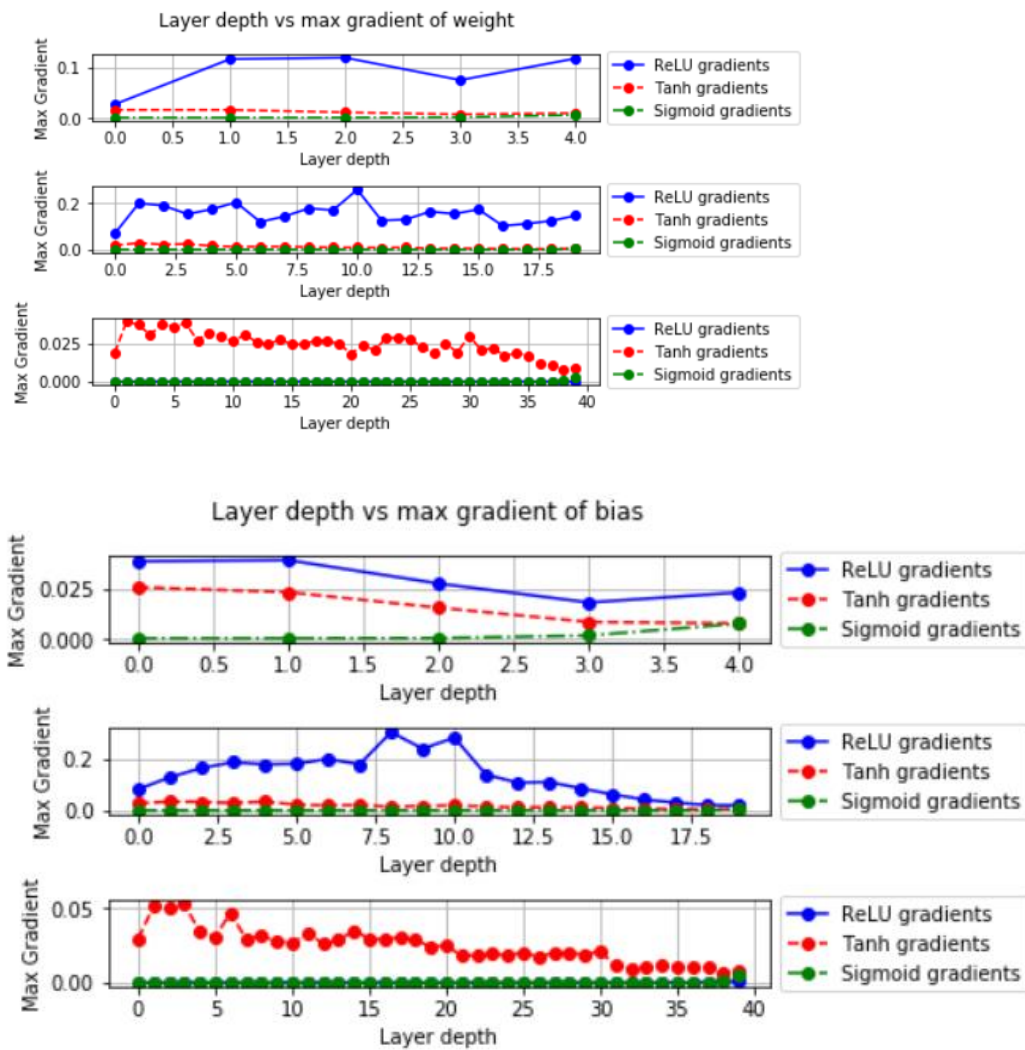 Layer depth vs max gradient of weight
Max Gradient
0.1
0.0
0.0 0.5 1.0 1.5 2.0 2.5 3.0 3.5 4.0
Layer depth
ReLU gradients
Tanh gradients
Sigmoid gradients
Max Gradient
0.2
0.0
0.0 2.5 5.0 7.5 10.0 12.5 15.0 17.5
Layer depth
ReLU gradients
Tanh gradients
Sigmoid gradients
Max Gradient
0.025
0.000
0 5 10 15 20 25 30 35 40
Layer depth
ReLU gradients
Tanh gradients
Sigmoid gradients
Layer depth vs max gradient of bias
Max Gradient
0.025
0.000
0.0 0.5 1.0 1.5 2.0 2.5 3.0 3.5 4.0
Layer depth
ReLU gradients
Tanh gradients
Sigmoid gradients
Max Gradient
0.2
0.0
0.0 2.5 5.0 7.5 10.0 12.5 15.0 17.5
Layer depth
ReLU gradients
Tanh gradients
Sigmoid gradients
Max Gradient
0.05
0.00
0 5 10 15 20 25 30 35 40
Layer depth
ReLU gradients
Tanh gradients
Sigmoid gradients